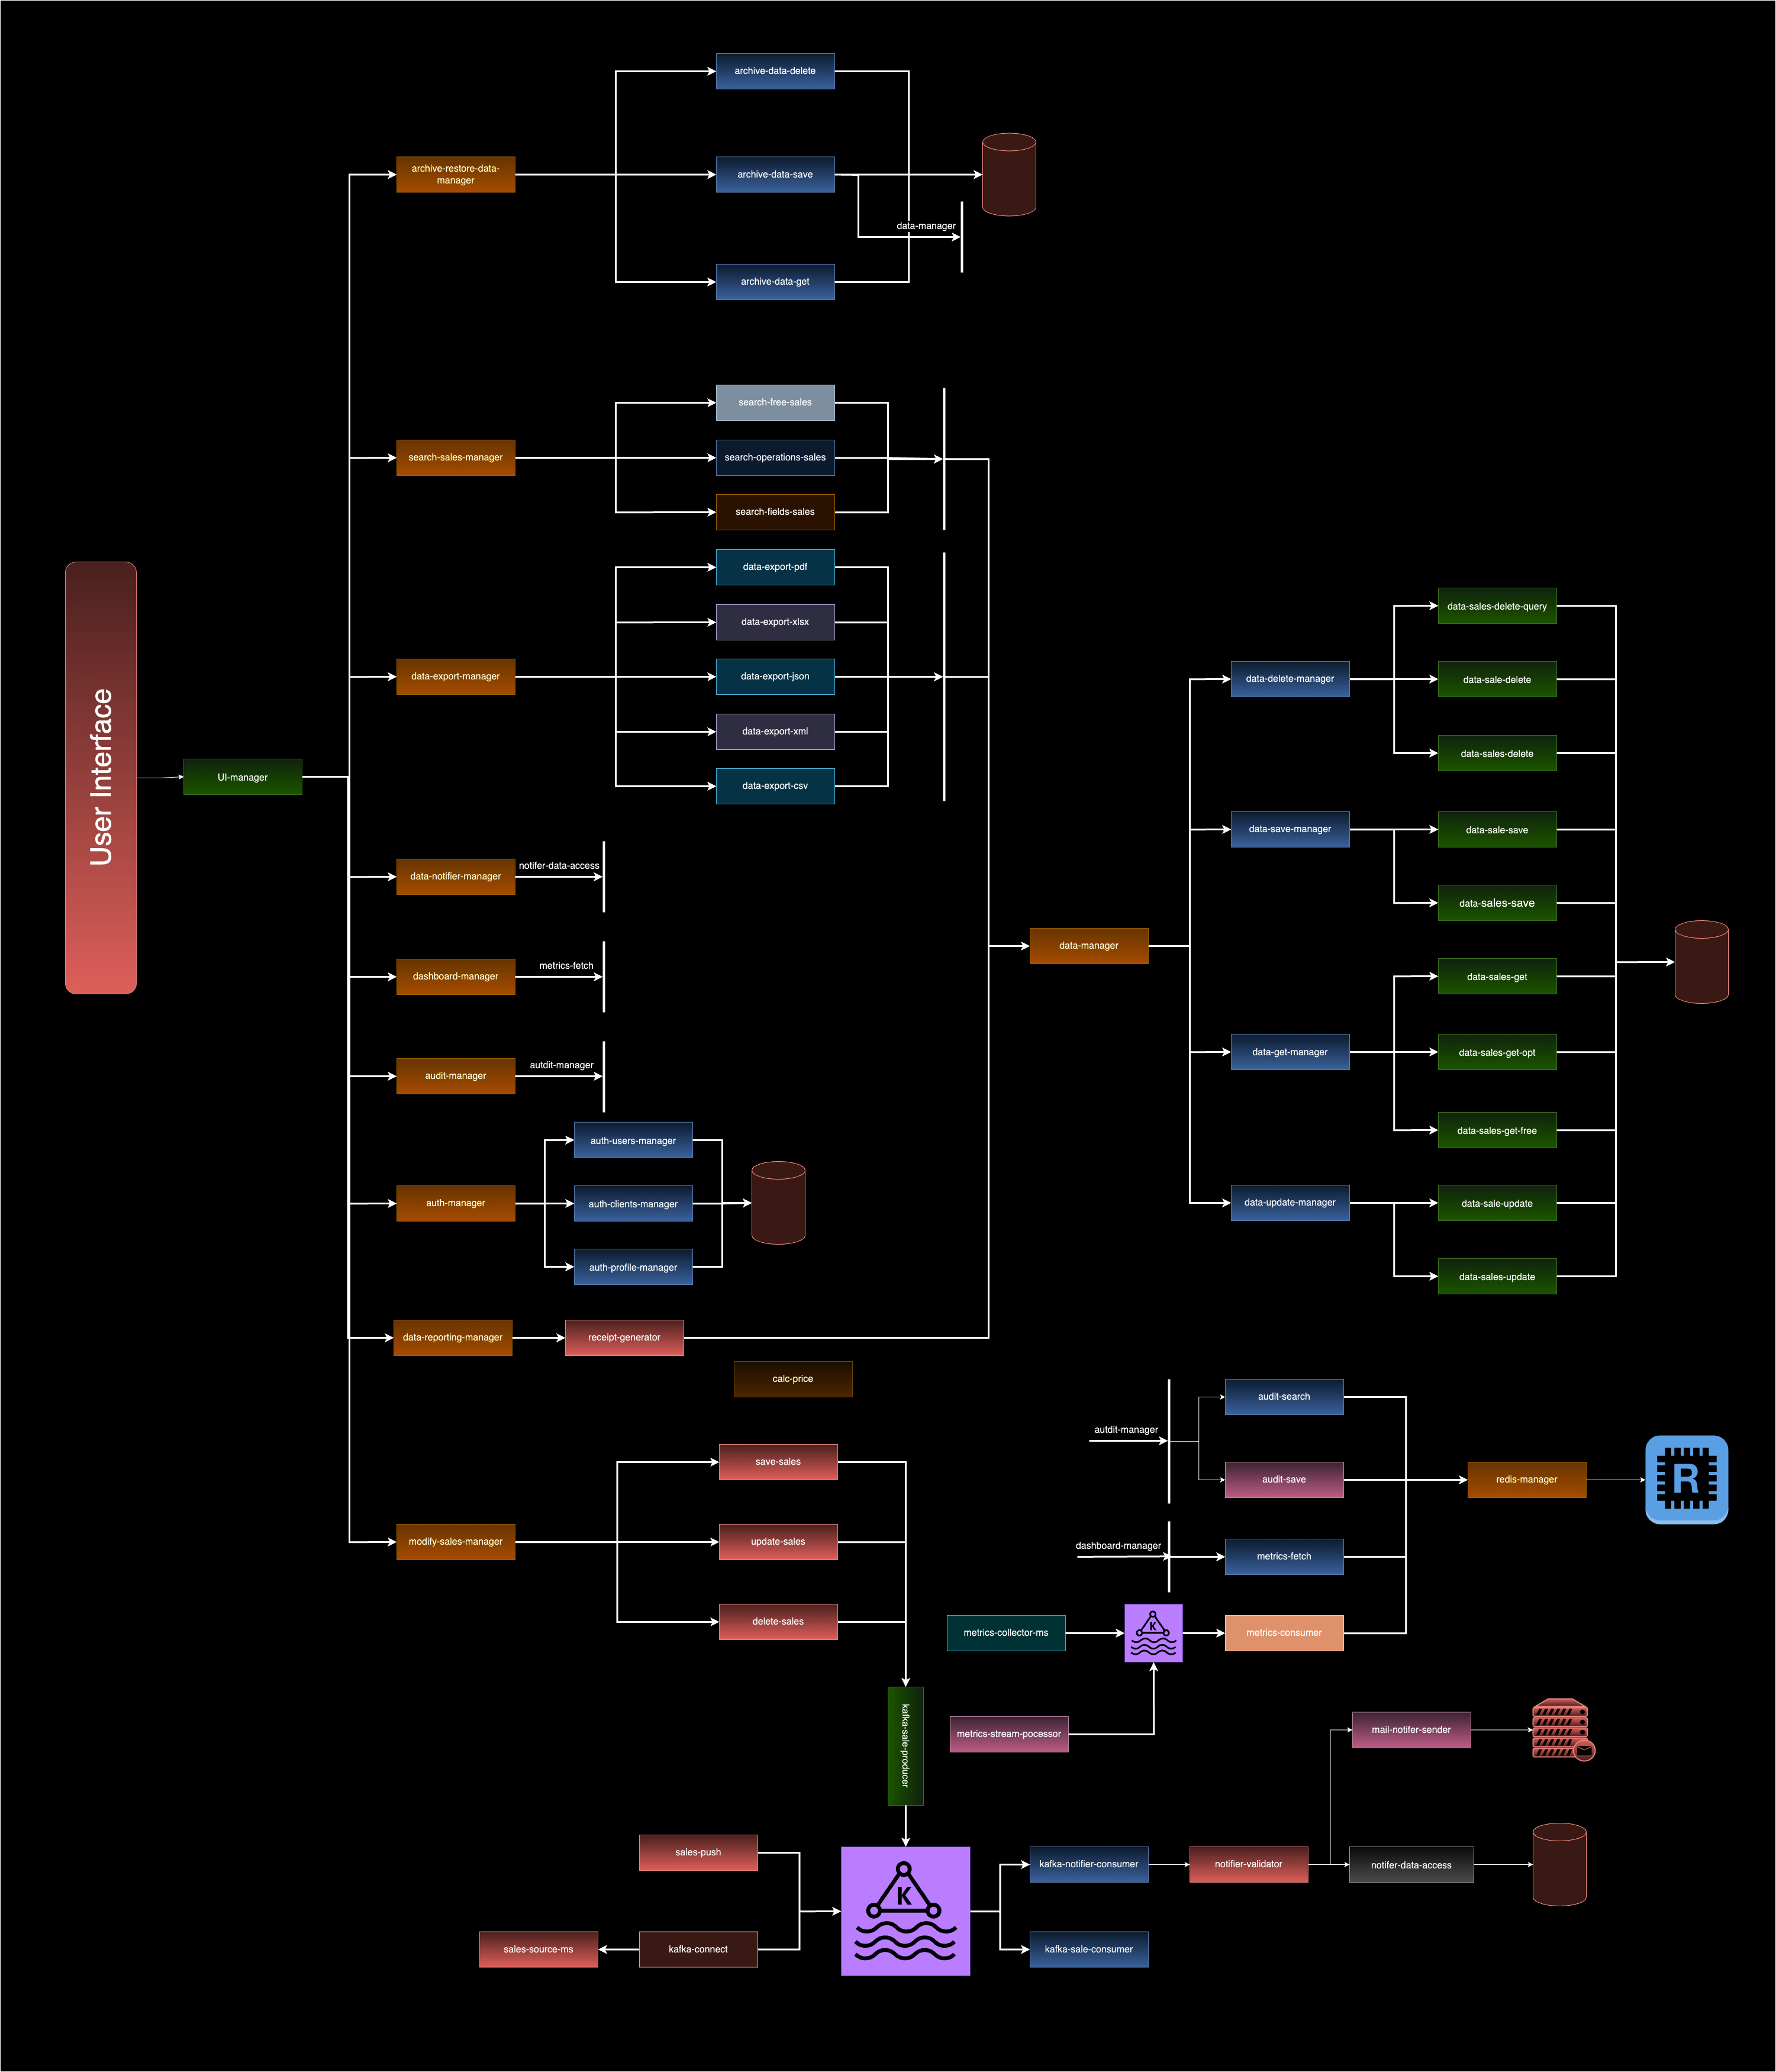 archive-data-delete
archive-restore-data-
manager
archive-data-save
data-manager
archive-data-get
search-free-sales
search-sales-manager
search-operations-sales
search-fields-sales
data-export-pdf
data-export-xlsx
data-export-manager
data-export-json
data-export-xml
data-export-csv
User Interface
UI-manager
data-notifier-manager
notifer-data-access
dashboard-manager
metrics-fetch
audit-manager
autdit-manager
auth-users-manager
auth-manager
auth-clients-manager
auth-profile-manager
data-reporting-manager
receipt-generator
calc-price
data-manager
data-sales-delete-query
data-delete-manager
data-sale-delete
data-sales-delete
data-save-manager
data-sale-save
data-sales-save
data-sales-get
data-get-manager
data-sales-get-opt
data-sales-get-free
data-update-manager
data-sale-update
data-sales-update
save-sales
modify-sales-manager
update-sales
delete-sales
kafka-sale-producer
autdit-manager
audit-search
audit-save
redis-manager
R
dashboard-manager
metrics-fetch
metrics-collector-ms
K
metrics-consumer
metrics-stream-pocessor
mail-notifer-sender
sales-push
K
kafka-notifier-consumer
notifier-validator
notifer-data-access
sales-source-ms
kafka-connect
kafka-sale-consumer